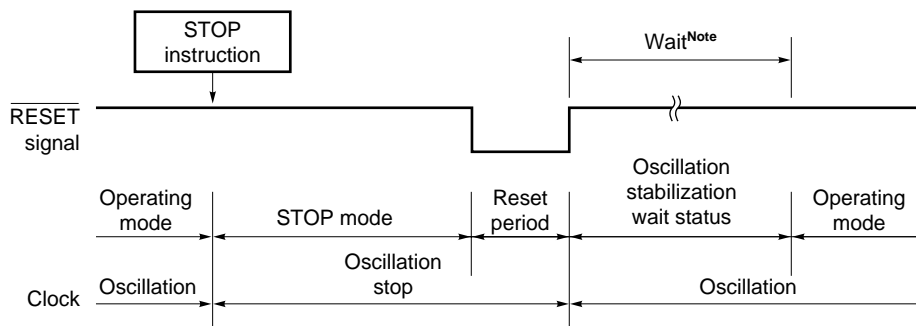 STOP
instruction
Wait Note
RESET
signal
Operating
mode
STOP mode
Reset
period
Oscillation
stabilization
wait status
Operating
mode
Clock
Oscillation
Oscillation
stop
Oscillation